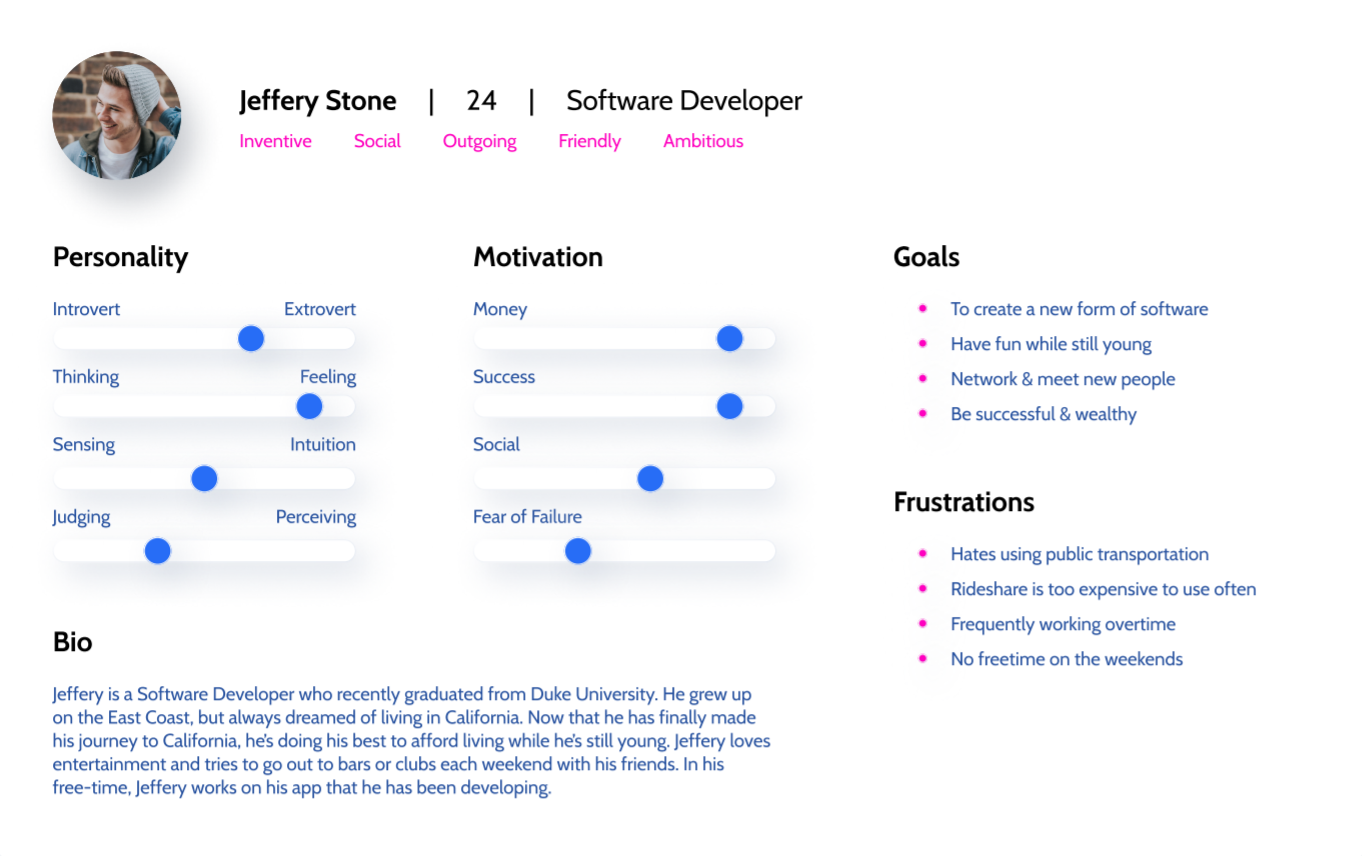 Jeffery Stone | 24 | Software Developer
Inventive Social Outgoing Friendly Ambitious
Personality
Introvert Extrovert
Thinking Feeling
Sensing Intuition
Judging Perceiving
Motivation
Money
Success
Social
Fear of Failure
Goals
To create a new form of software
Have fun while still young
Network & meet new people
Be successful & wealthy
Frustrations
Hates using public transportation
Rideshare is too expensive to use often
Frequently working overtime
No freetime on the weekends
Bio
Jeffery is a Software Developer who recently graduated from Duke University. He grew up
on the East Coast, but always dreamed of living in California. Now that he has finally made
his journey to California, he's doing his best to afford living while he's still young. Jeffery loves
entertainment and tries to go out to bars or clubs each weekend with his friends. In his
free-time, Jeffery works on his app that he has been developing.